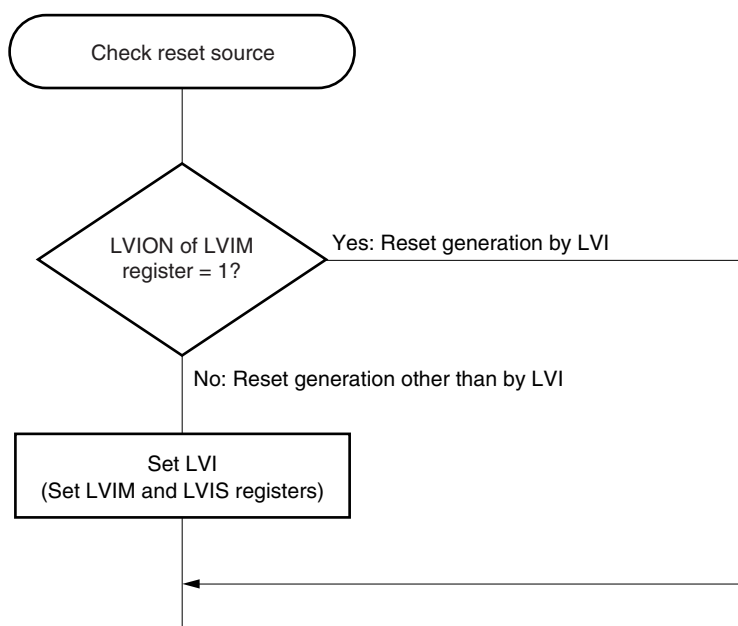 Check reset source
LVION of LVIM
register = 1?
Yes: Reset generation by LVI
No: Reset generation other than by LVI
Set LVI
(Set LVIM and LVIS registers)